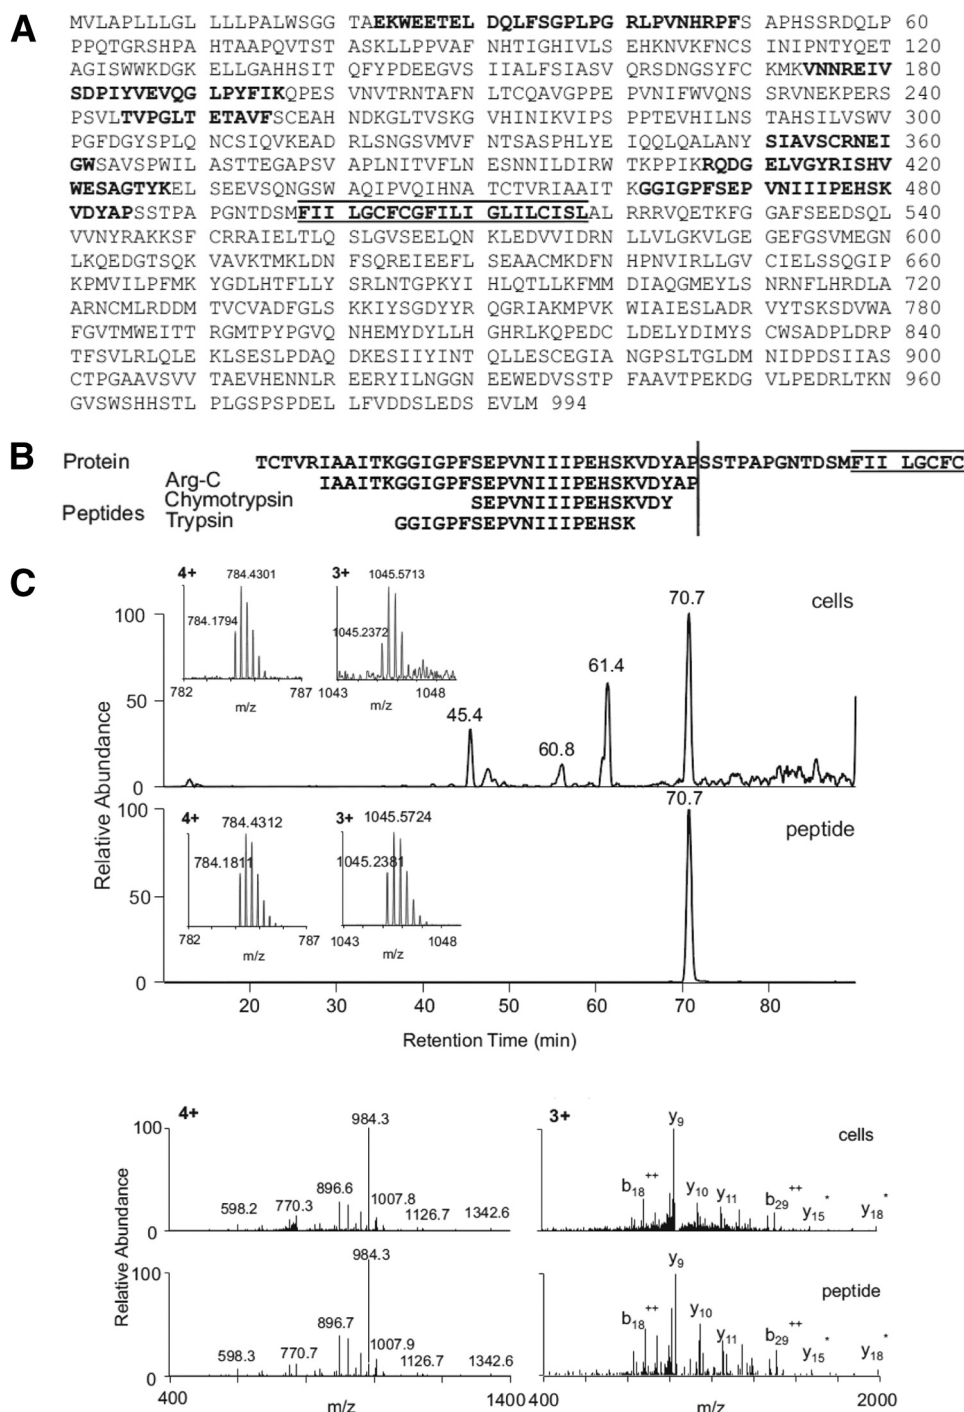 A
MVLAPLLLGL LLLPALWSGG TAEKWEETEL DQLFSGPLPG RLPVNHRPFS APHSSRDQLP 60
PPQTGRSHPA HTAAPQVTST ASKLLPPVAF NHTIGHIVLS EHKNVKFNCS INIPNTYQET 120
AGISWWKDGK ELLGAHHSIT QFYPDEEGVS IIALFSIASV QRSDNGSYFC KMKVNNREIV 180
SDPIYVEVQG LPYFIKQPES VNVTRNTAFN LTCQAVGPPE PVNIFWVQNS SRVNEKPERS 240
PSVLTVPGLT ETAVFSCEAH NDKGLTVSKG VHINIKVIPS PPTEVHILNS TAHSILVSWV 300
PGFDGYSPLQ NCSIQVKEAD RLSNGSVMVF NTSASPHLYE IQQLQALANY SIAVSCRNEI 360
GWSAVSPWIL ASTTEGAPSV APLNITVFLN ESNNILDIRW TKPPIKRQDG ELVGYRISHV 420
WESAGTYKEL SEEVSQNGSW AQIPVQIHNA TCTVRIAAIT KGGIGPFSEP VNIIIPEHSK 480
VDYAPSSTPA PGNTDSMFII LGCFCGFILI GLILCISLAL RRRVQETKFG GAFSEEDSQL 540
VVNYRAKKSF CRRAIELTLQ SLGVSEELQN KLEDVVIDRN LLVLGKVLGE GEFGSVMEGN 600
LKQEDGTSQK VAVKTMKLDN FSQREIEEFL SEAACMKDFN HPNVIRLLGV CIELSSQGIP 660
KPMVILPFMK YGDLHTFLLY SRLNTGPKYI HLQTLLKFMM DIAQGMEYLS NRNFLHRDLA 720
ARNCMLRDDM TVCVADFGLS KKIYSGDYYR QGRIAKMPVK WIAIESLADR VYTSKSDVWA 780
FGVTMWEITT RGMTPYPGVQ NHEMYDYLLH GHRLKQPEDC LDELYDIMYS CWSADPLDRP 840
TFSVLRLQLE KLSESLPDAQ DKESIIYINT QLLESCEGIA NGPSLTGLDM NIDPDSIIAS 900
CTPGAAVSVV TAEVHENNLR EERYILNGGN EEWEDVSSTP FAAVTPEKDG VLPEDRLTKN 960
GVSWSHHSTL PLGSPSPDEL LFVDDSLEDS EVLM 994
B
Protein TCTVRIAAITKGGIGPFSEPVNIIIPEHSKVDYAPSSTPAPGNTDSMFII LGCFC
Arg-C IAAITKGGIGPFSEPVNIIIPEHSKVDYAP
Chymotrypsin SEPVNIIIPEHSKVDY
Peptides
Trypsin GGIGPFSEPVNIIIPEHSK
C
4+ 784.4301 3+ 1045.5713
784.1794 1045.2372
782 787 1043 1048
m/z m/z
cells
100 50 0
45.4 60.8 61.4 70.7
Relative Abundance
4+ 784.4312 3+ 1045.5724
784.1811 1045.2381
782 787 1043 1048
m/z m/z
peptide
100 50 0
70.7
20 30 40 50 60 70 80
Retention Time (min)
4+ 3+
cells
100 50 0
598.2 770.3 896.6 984.3 1007.8 1126.7 1342.6
b18 ++ y9 y10 y11 b29 ++ y15 * y18 *
Relative Abundance
peptide
100 50 0
598.3 770.7 896.7 984.3 1007.9 1126.7 1342.6
b18 ++ y9 y10 y11 b29 ++ y15 * y18 *
400 1400 400 2000
m/z m/z